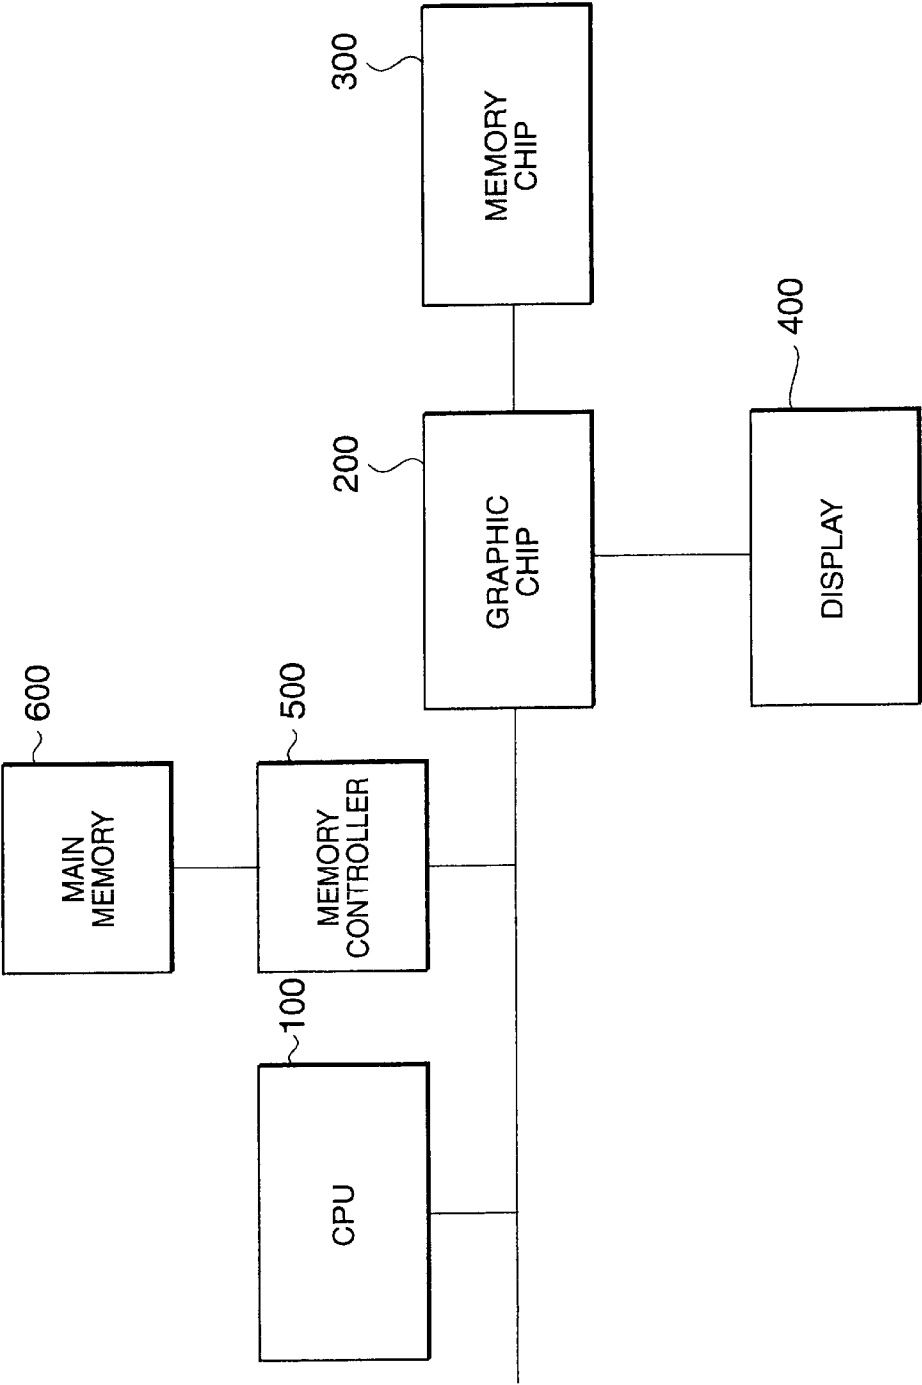 600
MAIN
MEMORY
100
CPU
500
MEMORY
CONTROLLER
200
GRAPHIC
CHIP
300
MEMORY
CHIP
400
DISPLAY